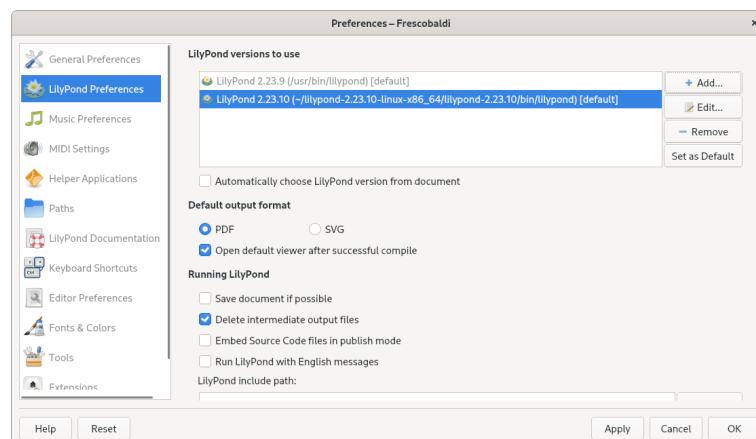 Preferences – Frescobaldi
General Preferences
LilyPond Preferences
Music Preferences
MIDI Settings
Helper Applications
Paths
LilyPond Documentation
Keyboard Shortcuts
Editor Preferences
Fonts & Colors
Tools
Extensions
LilyPond versions to use
LilyPond 2.23.9 (/usr/bin/lilypond) [default]
LilyPond 2.23.10 (~/lilypond-2.23.10-linux-x86_64/lilypond-2.23.10/bin/lilypond) [default]
Add...
Edit...
Remove
Set as Default
Automatically choose LilyPond version from document
Default output format
PDF
SVG
Open default viewer after successful compile
Running LilyPond
Save document if possible
Delete intermediate output files
Embed Source Code files in publish mode
Run LilyPond with English messages
LilyPond include path:
Help
Reset
Apply
Cancel
OK